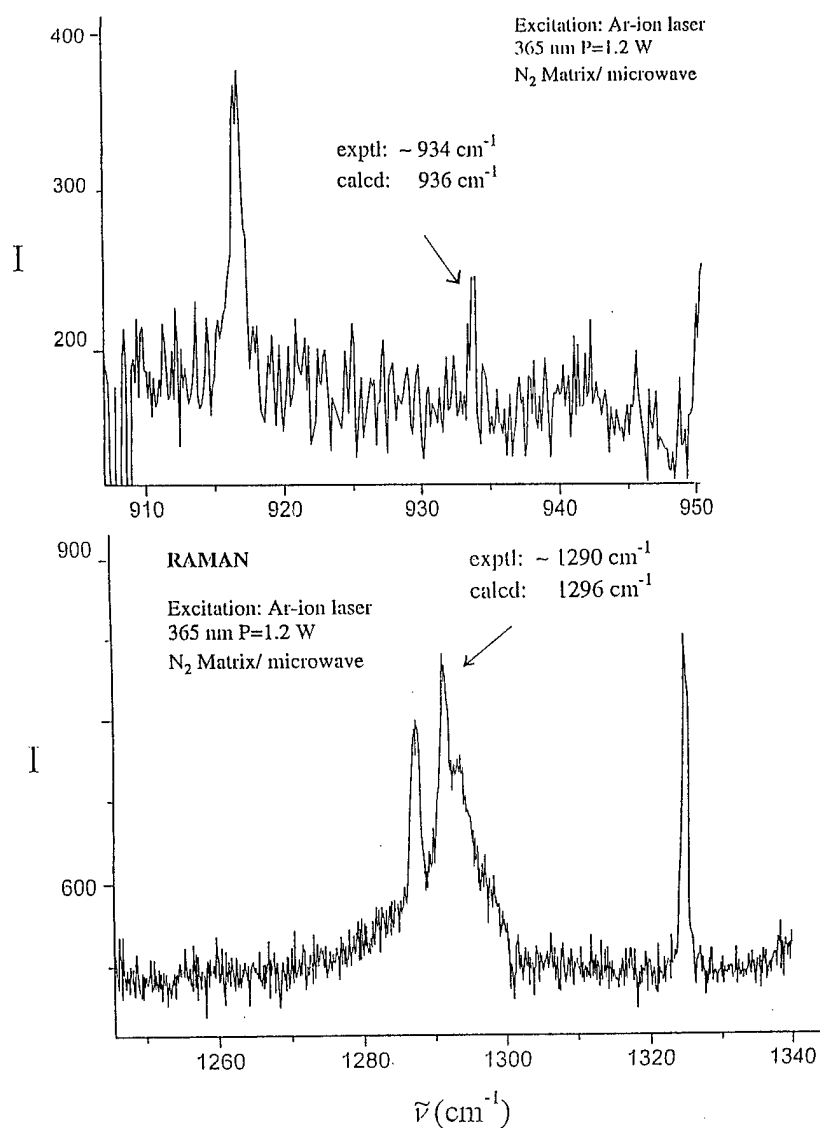 400
Excitation: Ar-ion laser
365 nm P=1.2 W
N₂ Matrix/ microwave
exptl: ~ 934 cm⁻¹
calcd: 936 cm⁻¹
300
I
200
910 920 930 940 950
900
RAMAN
exptl: ~ 1290 cm⁻¹
calcd: 1296 cm⁻¹
Excitation: Ar-ion laser
365 nm P=1.2 W
N₂ Matrix/ microwave
I
600
1260 1280 1300 1320 1340
ν̃ (cm⁻¹)